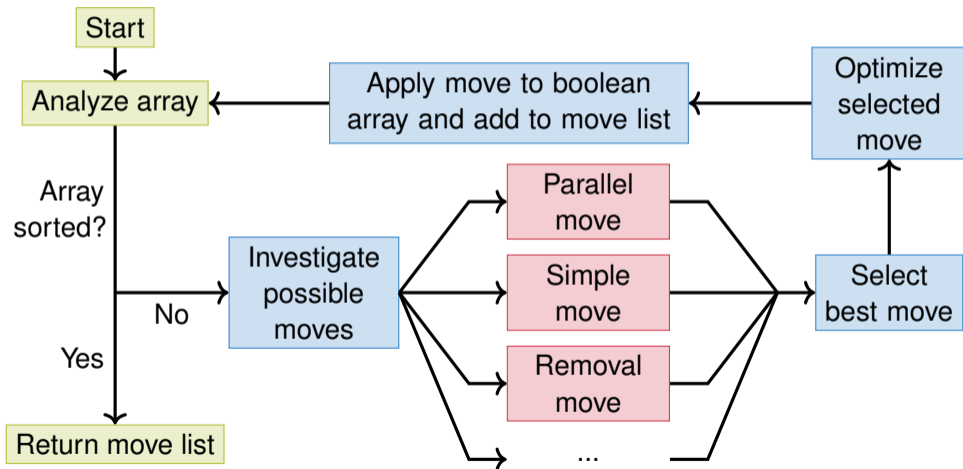 Start
Analyze array
Apply move to boolean
array and add to move list
Optimize
selected
move
Array
sorted?
Parallel
move
Investigate
possible
moves
Simple
move
Select
best move
No
Yes
Removal
move
Return move list
...